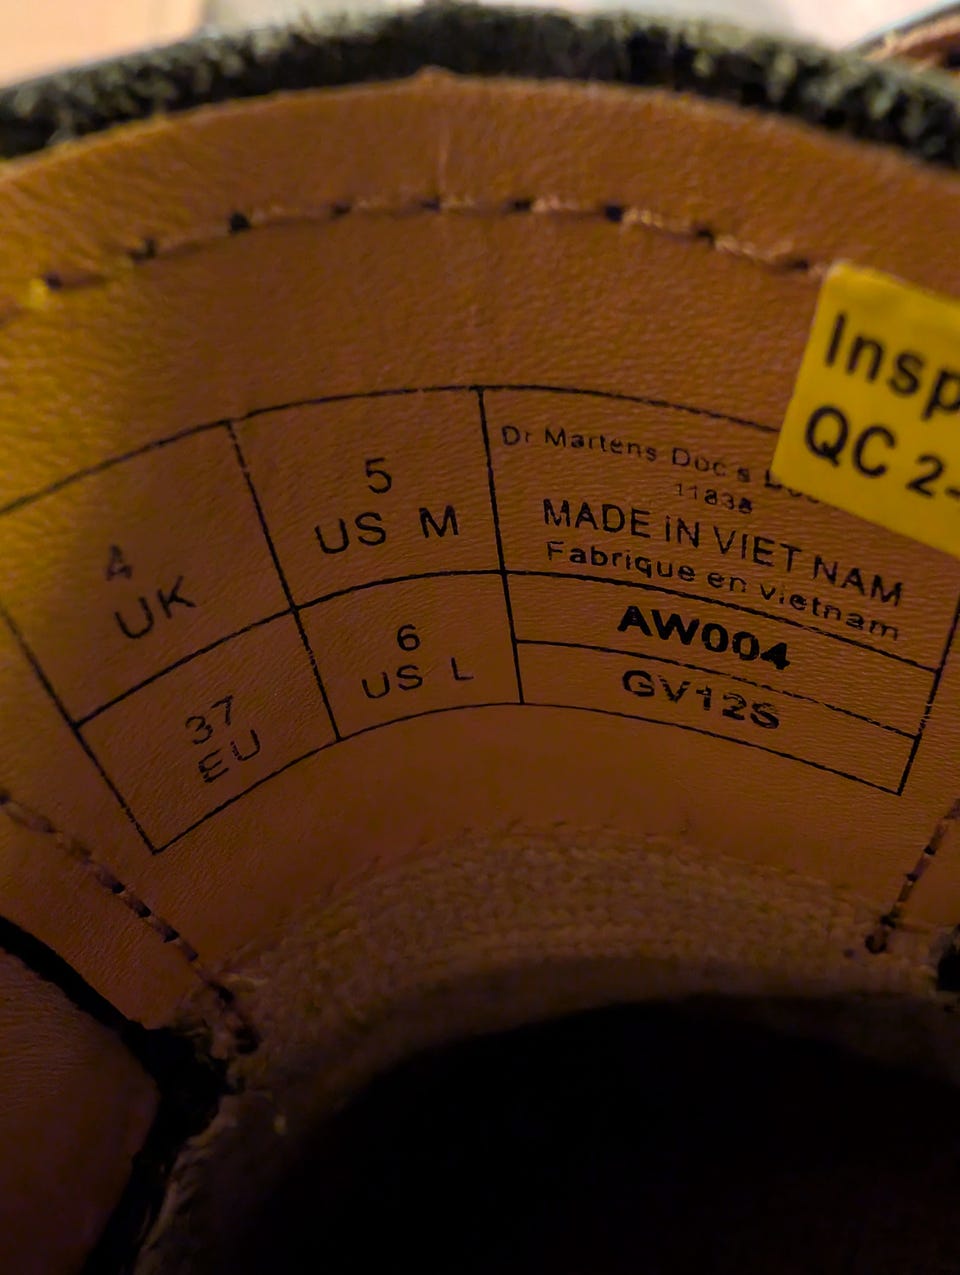 4
UK
5
US M
37
EU
6
US L
Dr Martens Doc s
11838
MADE iN VIET NAM
Fabrique en vietnam
AW004
GV12S
Insp
QC 2-